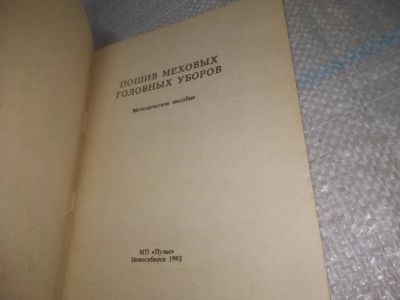 ПОШИВ МЕХОВЫХ
ГОЛОВНЫХ УБОРОВ
Методическое пособие
МП «Пульс»
Новосибирск 1992